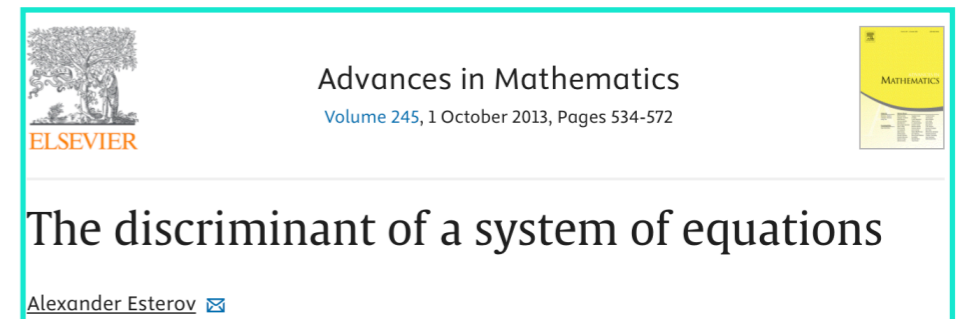 Advances in Mathematics
Volume 245, 1 October 2013, Pages 534-572
MATHEMATICS
ELSEVIER
The discriminant of a system of equations
Alexander Esterov